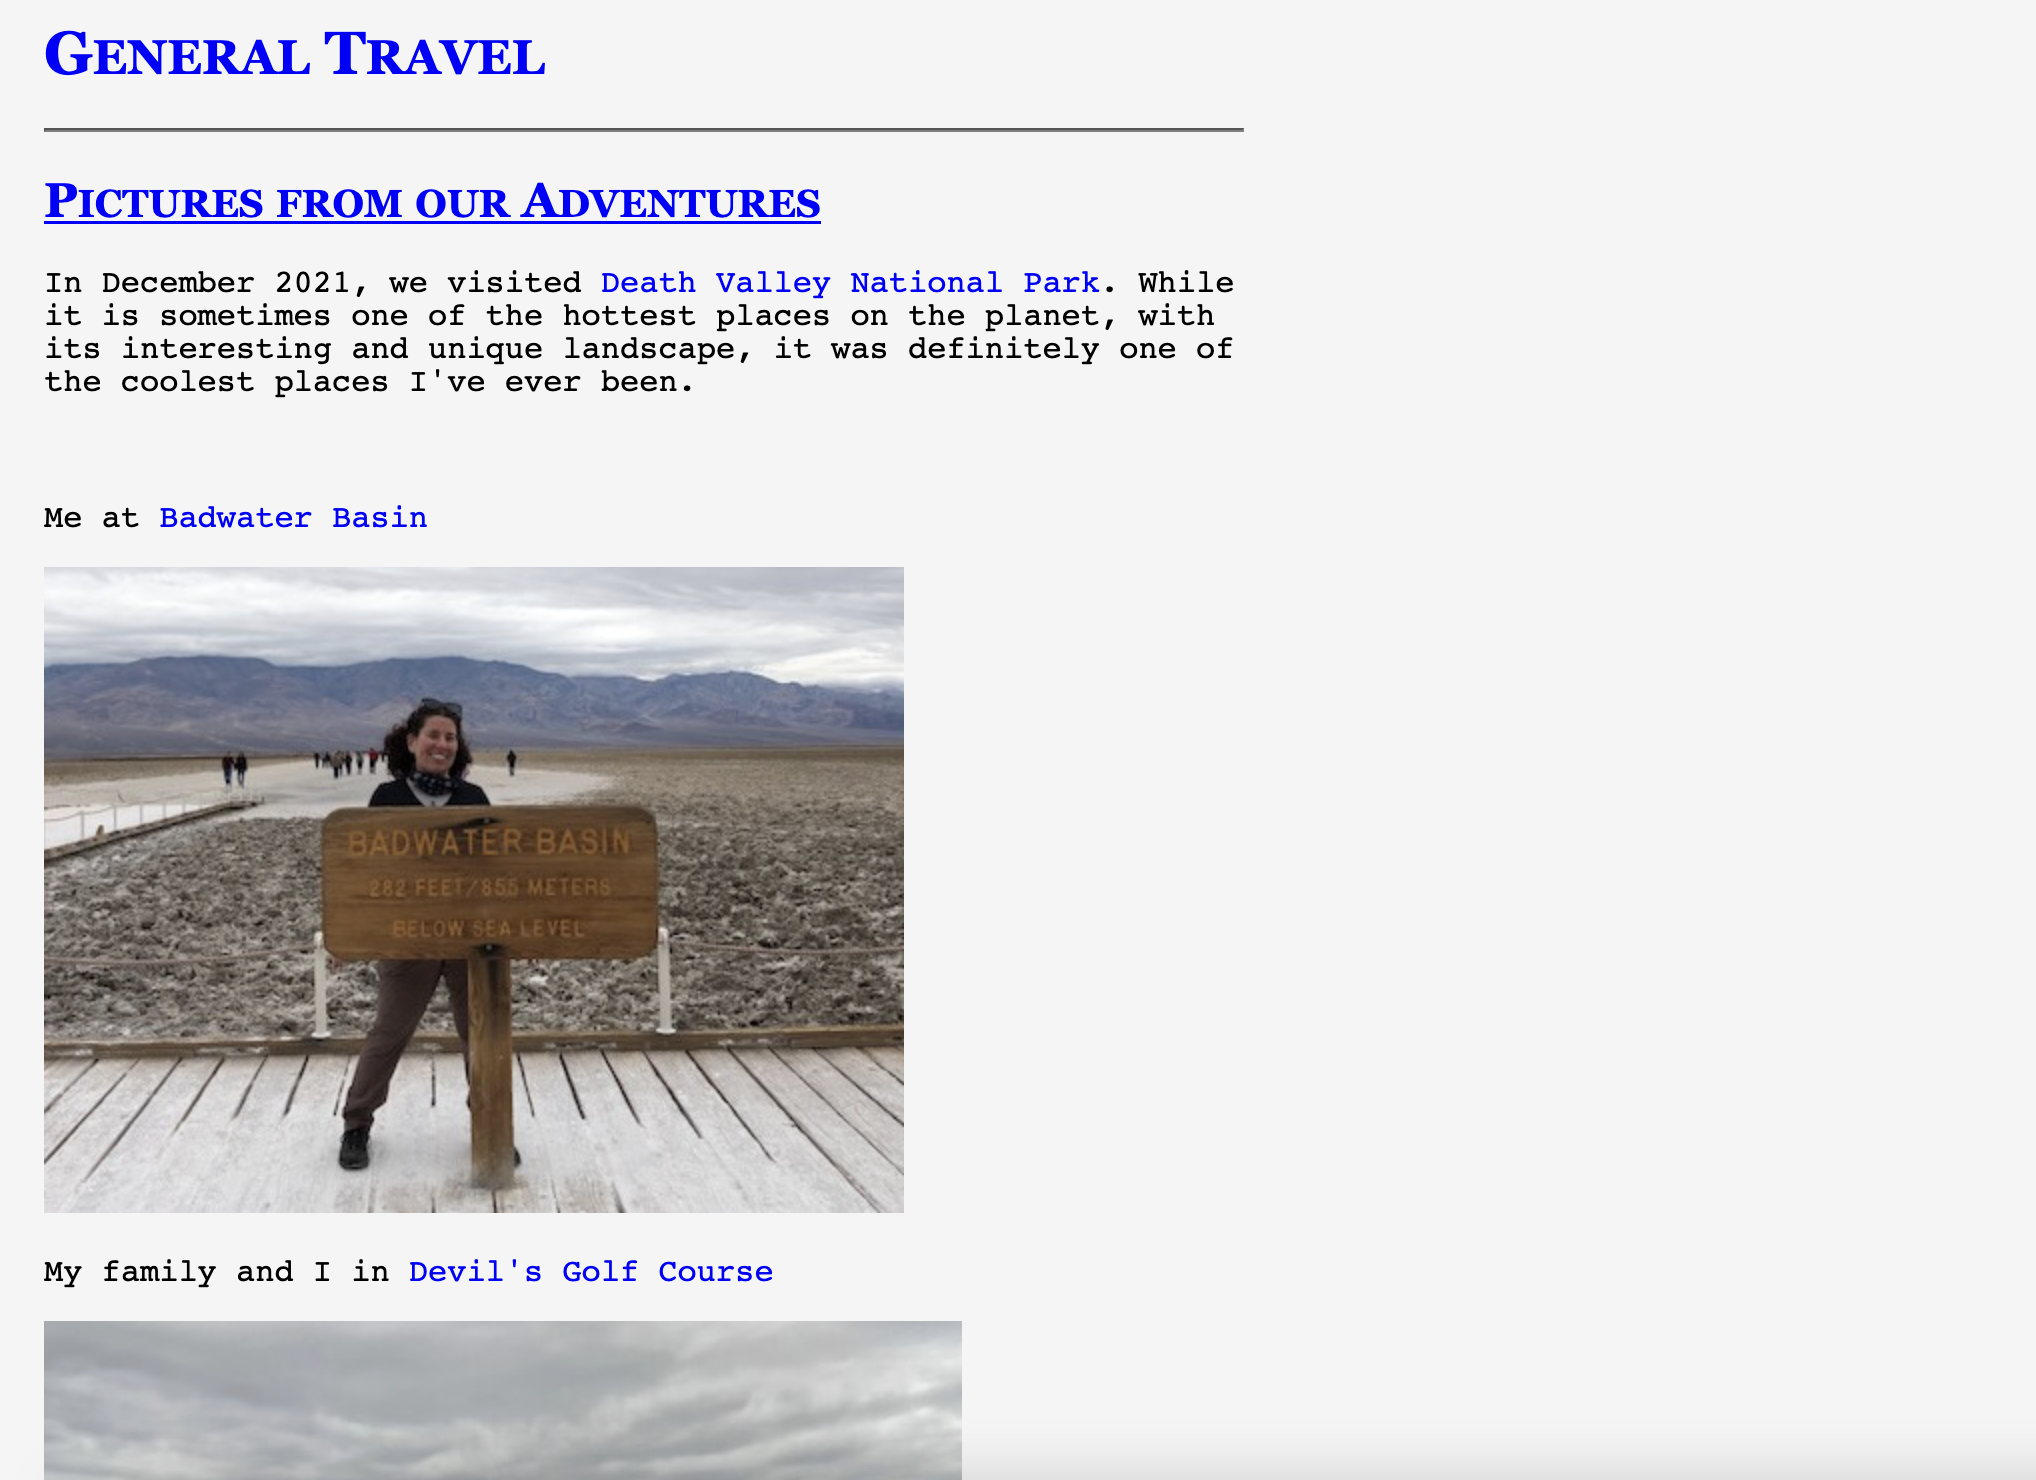 General Travel
Pictures from our Adventures
In December 2021, we visited Death Valley National Park. While
it is sometimes one of the hottest places on the planet, with
its interesting and unique landscape, it was definitely one of
the coolest places I've ever been.
Me at Badwater Basin
BADWATER BASIN
282 FEET/855 METERS
BELOW SEA LEVEL
My family and I in Devil's Golf Course